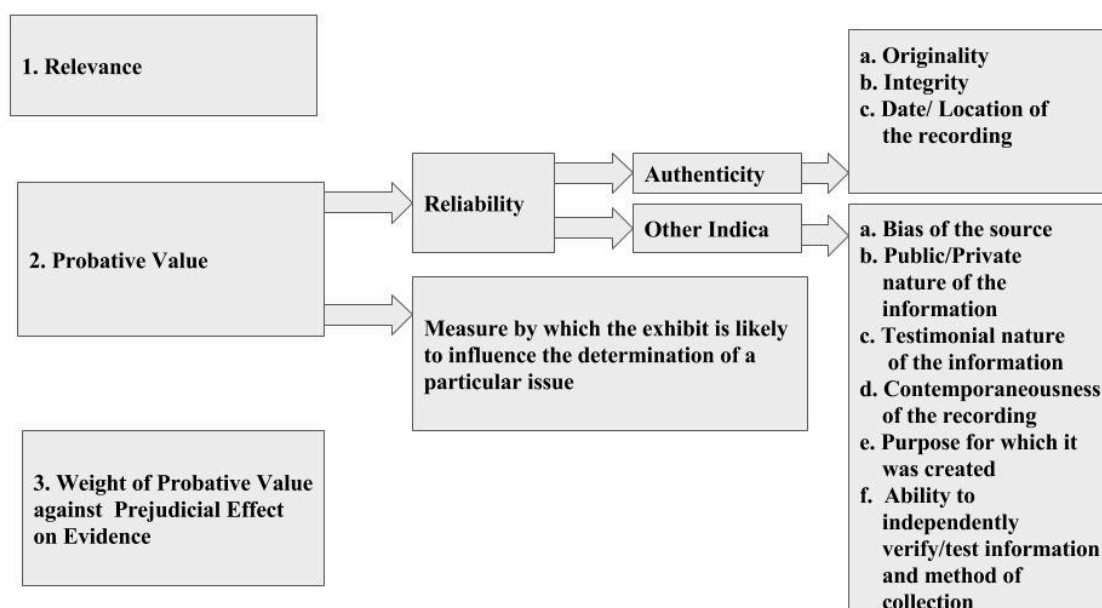 1. Relevance
2. Probative Value
3. Weight of Probative Value
against Prejudicial Effect
on Evidence
Reliability
Measure by which the exhibit is likely
to influence the determination of a
particular issue
Authenticity
Other Indica
a. Originality
b. Integrity
c. Date/ Location of
the recording
a. Bias of the source
b. Public/Private
nature of the
information
c. Testimonial nature
of the information
d. Contemporaneousness
of the recording
e. Purpose for which it
was created
f. Ability to
independently
verify/test information
and method of
collection